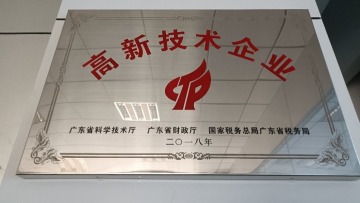 高新技术企业
广东省科学技术厅 广东省财政厅 国家税务总局广东省税务局
二〇一八年